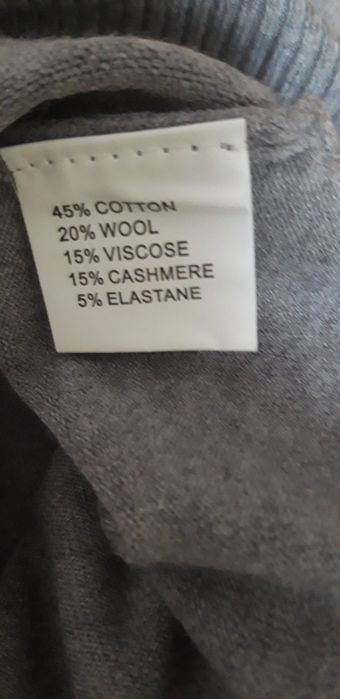 45% COTTON
20% WOOL
15% VISCOSE
15% CASHMERE
5% ELASTANE